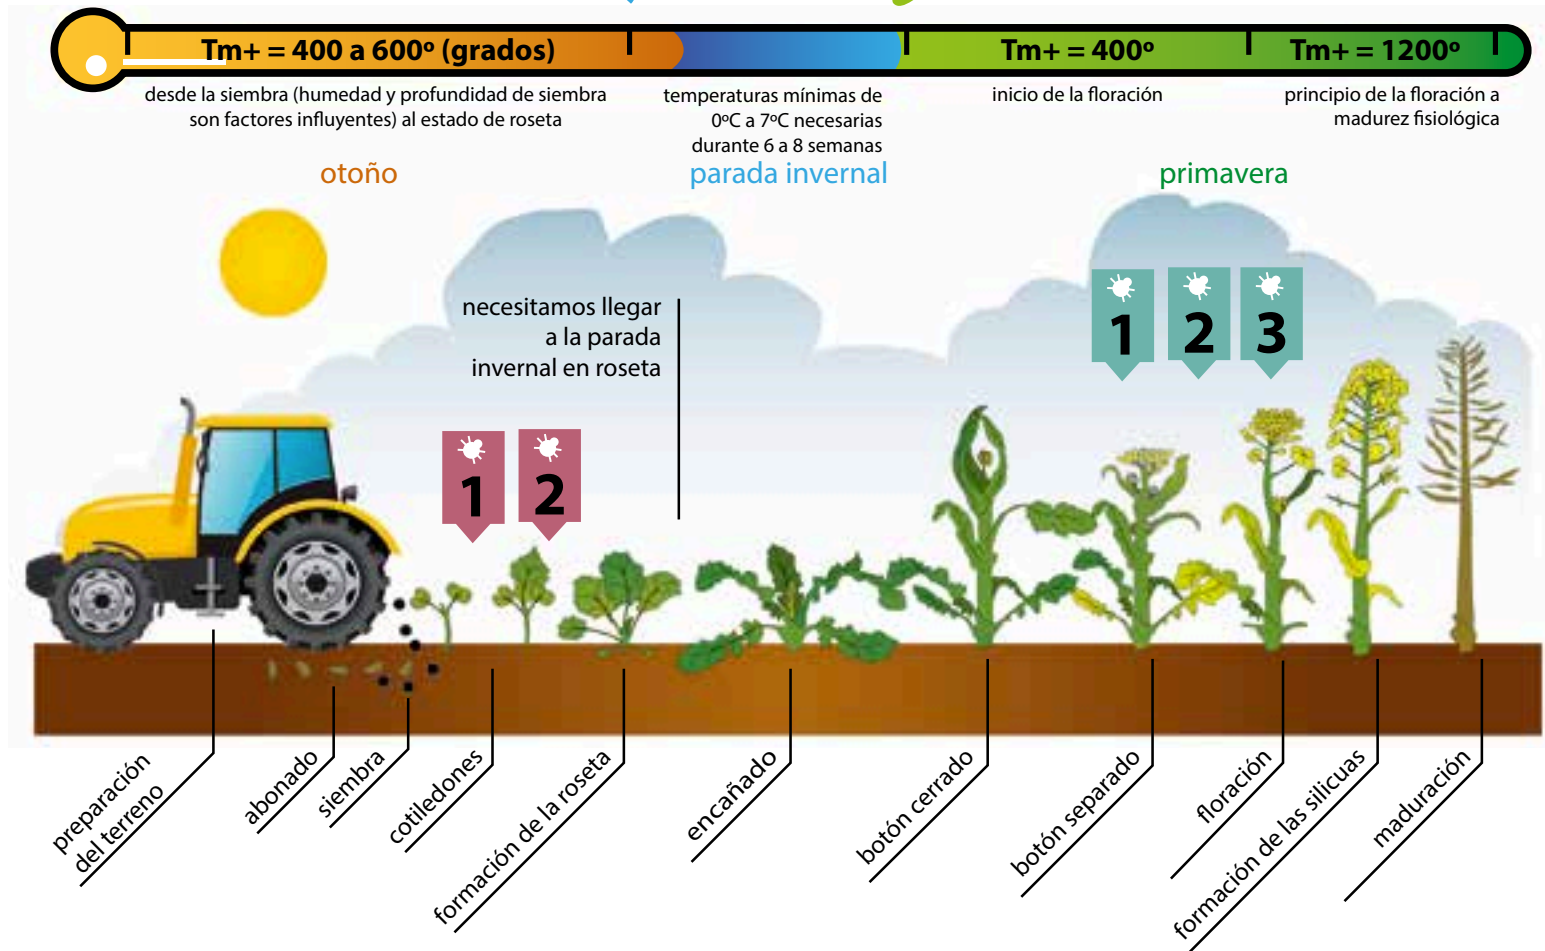 Tm+ = 400 a 600º (grados)
Tm+ = 400º
Tm+ = 1200º
desde la siembra (humedad y profundidad de siembra
son factores influyentes) al estado de roseta
temperaturas mínimas de
0ºC a 7ºC necesarias
durante 6 a 8 semanas
inicio de la floración
principio de la floración a
madurez fisiológica
otoño
parada invernal
primavera
necesitamos llegar
a la parada
invernal en roseta
1
2
1
2
3
preparación
del terreno
abonado
siembra
cotiledones
formación de la roseta
encañado
botón cerrado
botón separado
floración
formación de las silicuas
maduración